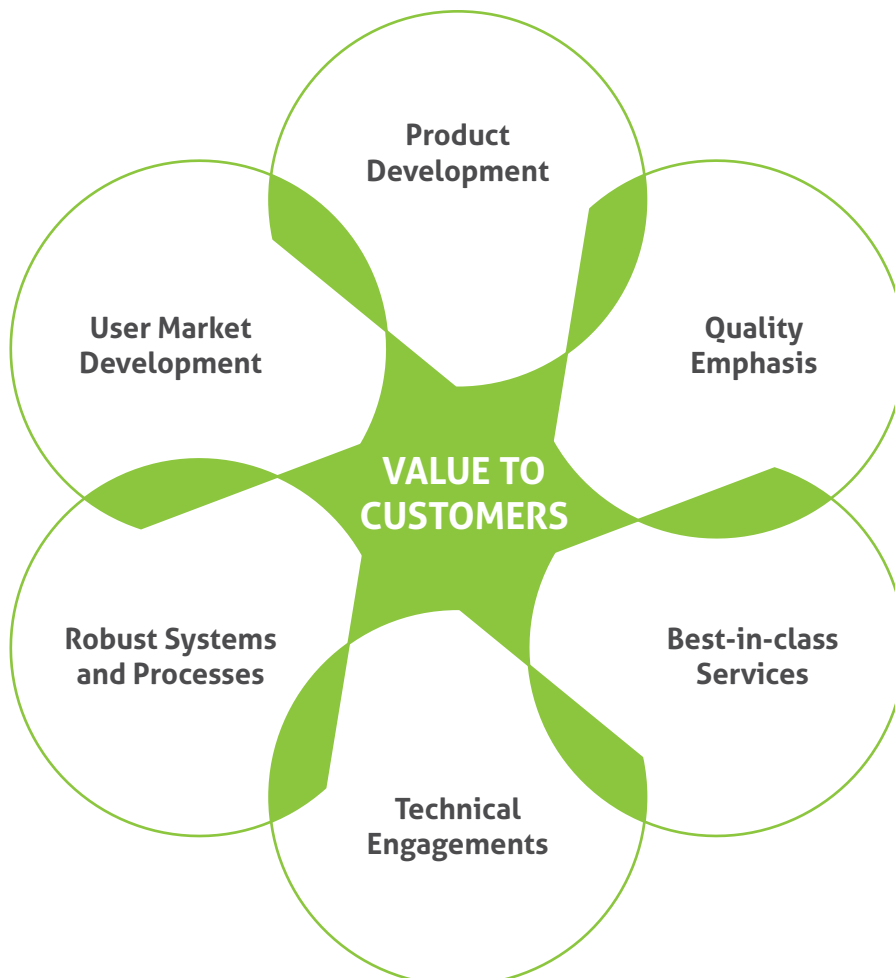 Product
Development
User Market
Development
Quality
Emphasis
VALUE TO
CUSTOMERS
Robust Systems
and Processes
Best-in-class
Services
Technical
Engagements